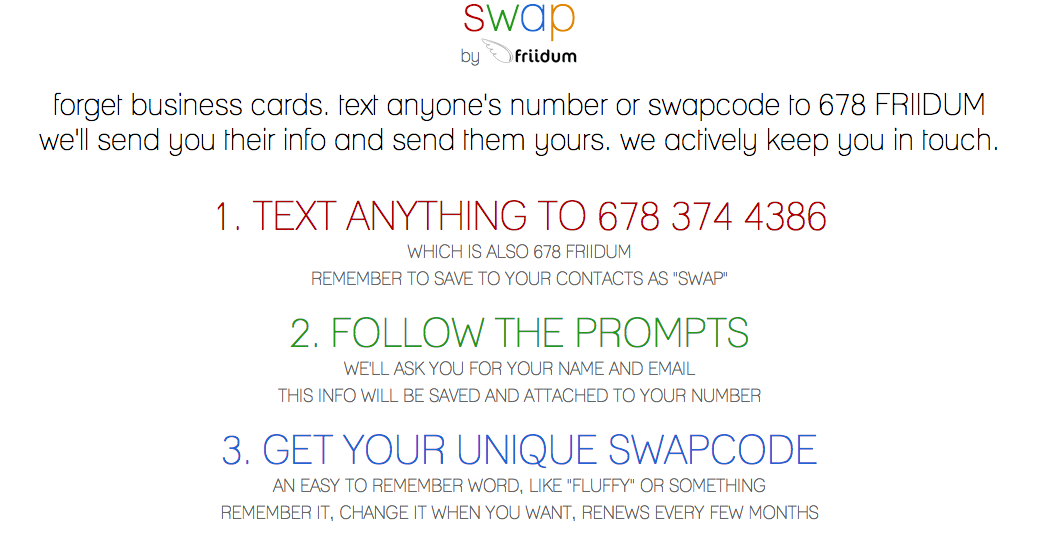 swap
by friidum
forget business cards. text anyone's number or swapcode to 678 FRIIDUM
we'll send you their info and send them yours. we actively keep you in touch.
1. TEXT ANYTHING TO 678 374 4386
WHICH IS ALSO 678 FRIIDUM
REMEMBER TO SAVE TO YOUR CONTACTS AS "SWAP"
2. FOLLOW THE PROMPTS
WE'LL ASK YOU FOR YOUR NAME AND EMAIL
THIS INFO WILL BE SAVED AND ATTACHED TO YOUR NUMBER
3. GET YOUR UNIQUE SWAPCODE
AN EASY TO REMEMBER WORD, LIKE "FLUFFY" OR SOMETHING
REMEMBER IT, CHANGE IT WHEN YOU WANT, RENEWS EVERY FEW MONTHS